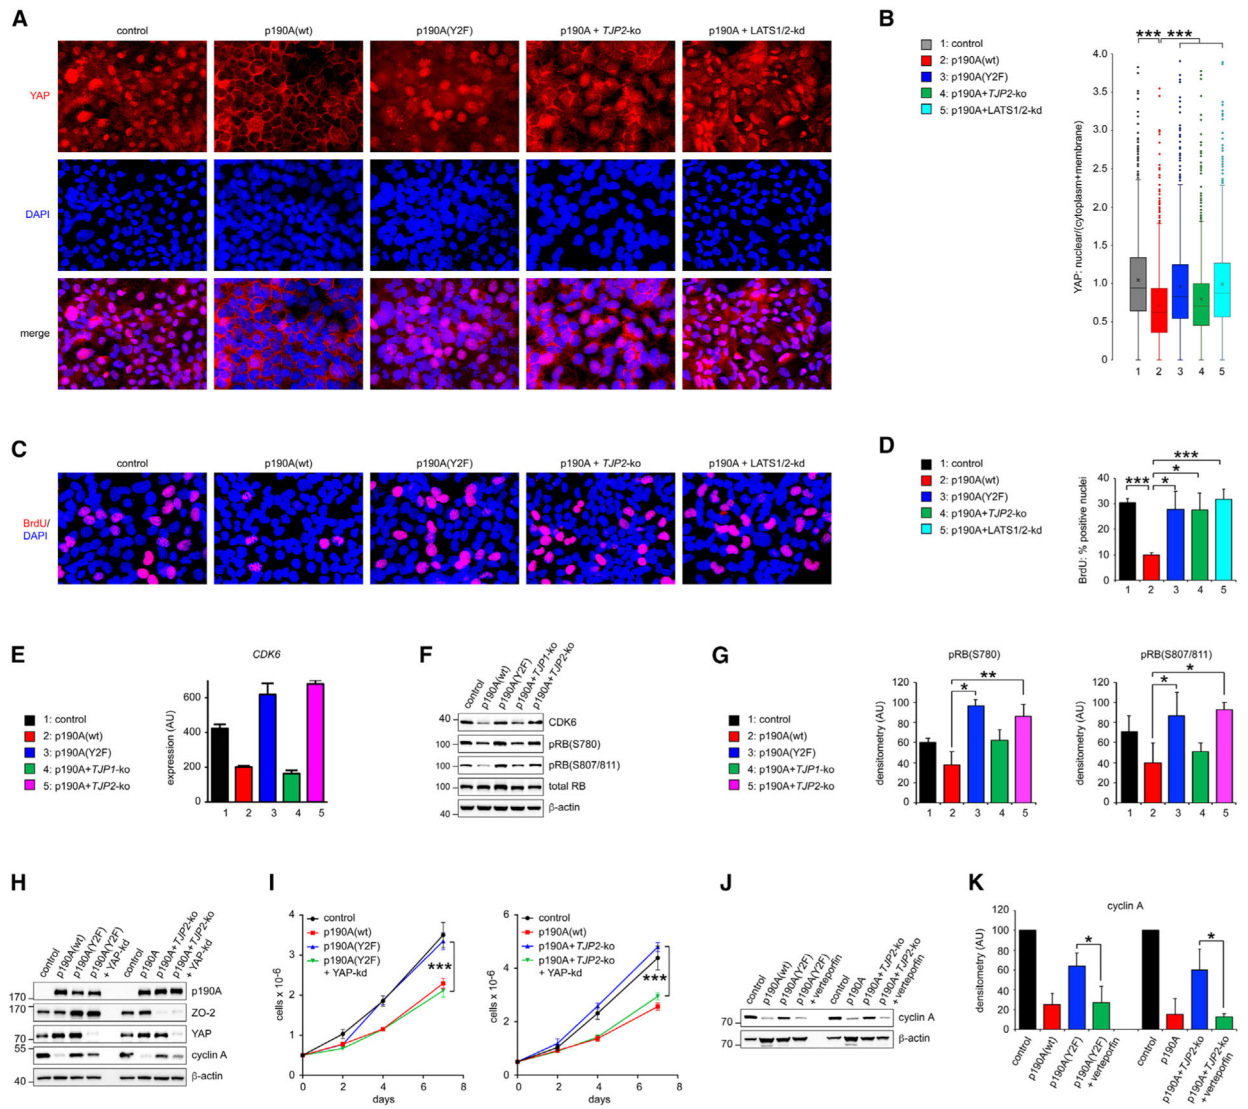 A
control
p190A(wt)
p190A(Y2F)
p190A + TJP2-ko
p190A + LATS1/2-kd
YAP
DAPI
merge
B
1: control
2: p190A(wt)
3: p190A(Y2F)
4: p190A+TJP2-ko
5: p190A+LATS1/2-kd
YAP: nuclear/(cytoplasm+membrane)
*** ***
4.0
3.5
3.0
2.5
2.0
1.5
1.0
0.5
0
1 2 3 4 5
C
control
p190A(wt)
p190A(Y2F)
p190A + TJP2-ko
p190A + LATS1/2-kd
BrdU/
DAPI
D
1: control
2: p190A(wt)
3: p190A(Y2F)
4: p190A+TJP2-ko
5: p190A+LATS1/2-kd
BrdU: % positive nuclei
***
*
*** *
40
30
20
10
0
1 2 3 4 5
E
CDK6
1: control
2: p190A(wt)
3: p190A(Y2F)
4: p190A+TJP1-ko
5: p190A+TJP2-ko
expression (AU)
600
400
200
0
1 2 3 4 5
F
control
p190A(wt)
p190A(Y2F)
p190A+TJP1-ko
p190A+TJP2-ko
40 CDK6
100 pRB(S780)
100 pRB(S807/811)
100 total RB
40 β-actin
G
1: control
2: p190A(wt)
3: p190A(Y2F)
4: p190A+TJP1-ko
5: p190A+TJP2-ko
pRB(S780)
densitometry (AU)
**
*
120
100
80
60
40
20
0
1 2 3 4 5
pRB(S807/811)
densitometry (AU)
*
*
120
100
80
60
40
20
0
1 2 3 4 5
H
control
p190A(wt)
p190A(Y2F)
p190A(Y2F)
+ YAP-kd
control
p190A
p190A+TJP2-ko
p190A+TJP2-ko
+ YAP-kd
170 p190A
170 ZO-2
YAP
55 cyclin A
40 β-actin
I
cells x 10-6
4
3
2
1
0
control
p190A(wt)
p190A(Y2F)
p190A(Y2F)
+ YAP-kd
***
0 2 4 6 8
days
cells x 10-6
6
4
2
0
control
p190A(wt)
p190A+TJP2-ko
p190A+TJP2-ko
+ YAP-kd
***
0 2 4 6 8
days
J
control
p190A(wt)
p190A(Y2F)
p190A(Y2F)
+ verteporfin
control
p190A
p190A+TJP2-ko
p190A+TJP2-ko
+ verteporfin
70 cyclin A
70 β-actin
K
cyclin A
densitometry (AU)
100
80
60
40
20
0
* *
control
p190A(wt)
p190A(Y2F)
p190A(Y2F)
+ verteporfin
control
p190A
p190A+TJP2-ko
p190A+TJP2-ko
+ verteporfin